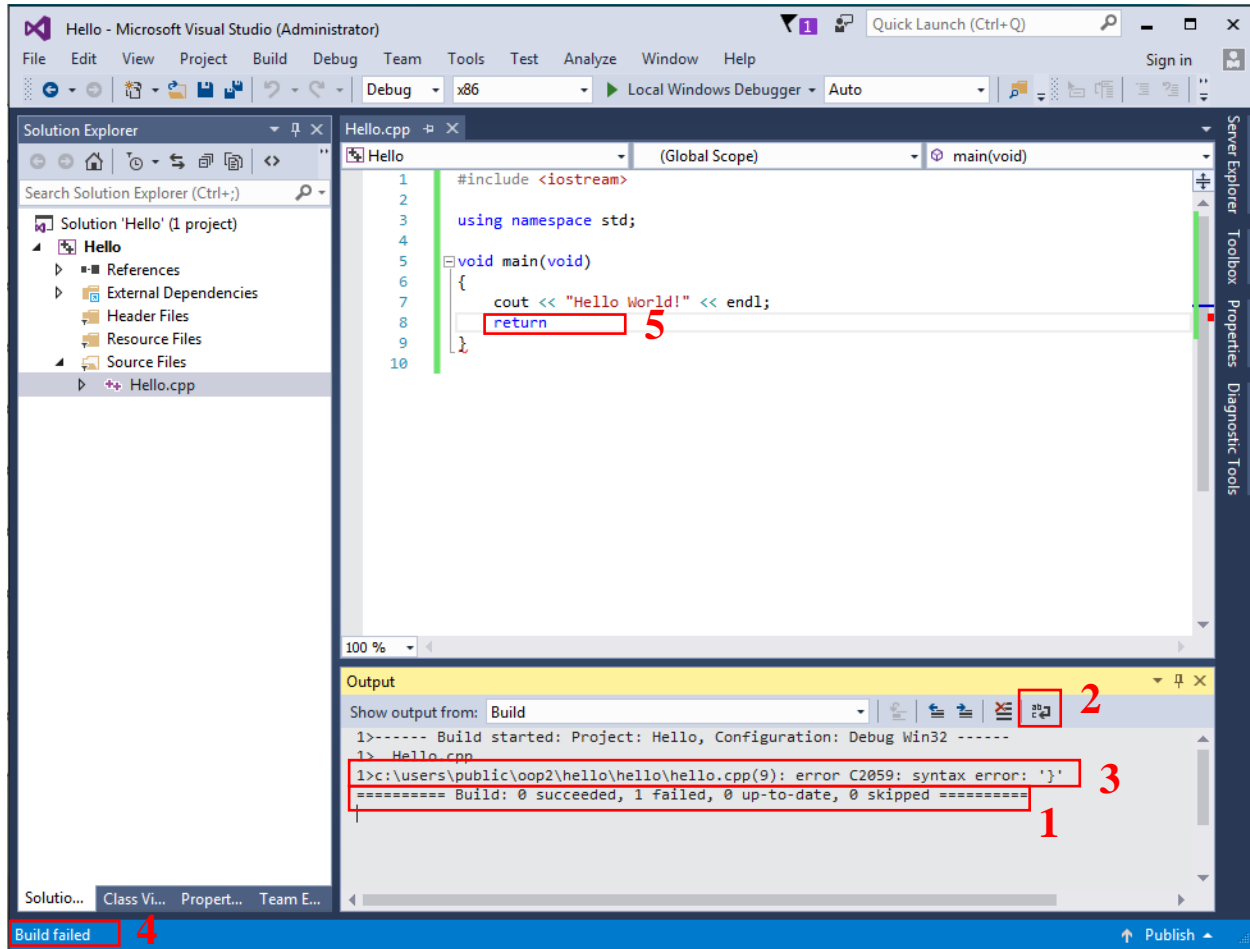 Hello - Microsoft Visual Studio (Administrator)
1
Quick Launch (Ctrl+Q)
File Edit View Project Build Debug Team Tools Test Analyze Window Help
Sign in
Debug
x86
Local Windows Debugger
Auto
Solution Explorer
Search Solution Explorer (Ctrl+;)
Solution 'Hello' (1 project)
Hello
References
External Dependencies
Header Files
Resource Files
Source Files
Hello.cpp
Solutio... Class Vi... Propert... Team E...
Hello.cpp
Hello
(Global Scope)
main(void)
1 #include <iostream>
2
3 using namespace std;
4
5 void main(void)
6 {
7 cout << "Hello World!" << endl;
8 return
5
9 }
10
100 %
Server Explorer
Toolbox
Properties
Diagnostic Tools
Output
Show output from: Build
2
1>------ Build started: Project: Hello, Configuration: Debug Win32 ------
1> Hello.cpp
1>c:\users\public\oop2\hello\hello\hello.cpp(9): error C2059: syntax error: '}'
3
========== Build: 0 succeeded, 1 failed, 0 up-to-date, 0 skipped ==========
1
Build failed
4
Publish